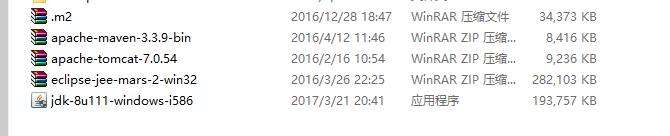 .m2 2016/12/28 18:47 WinRAR 压缩文件 34,373 KB
apache-maven-3.3.9-bin 2016/4/12 11:46 WinRAR ZIP 压缩... 8,416 KB
apache-tomcat-7.0.54 2016/2/16 10:54 WinRAR ZIP 压缩... 9,236 KB
eclipse-jee-mars-2-win32 2016/3/26 22:25 WinRAR ZIP 压缩... 282,103 KB
jdk-8u111-windows-i586 2017/3/21 20:41 应用程序 193,757 KB